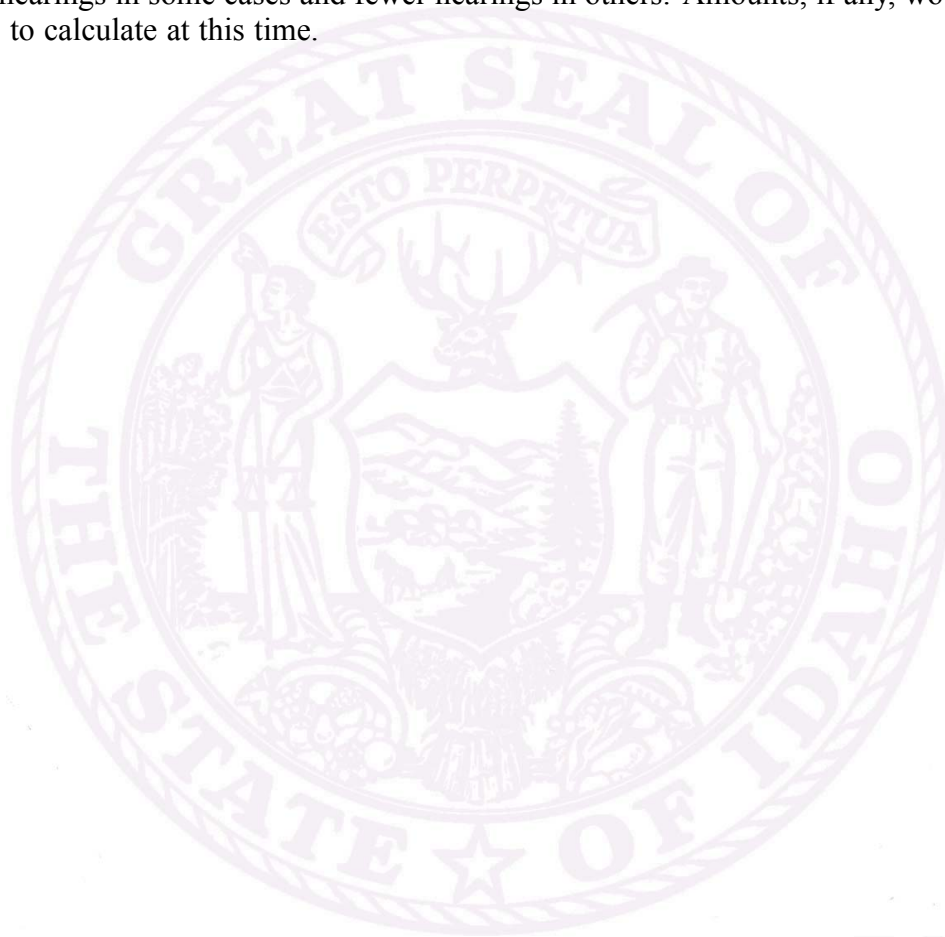 hearings in some cases and fewer hearings in others. Amounts, if any,
to calculate at this time.
GREAT SEAL OF
ESTO PERPETUA
THE STATE OF IDAHO